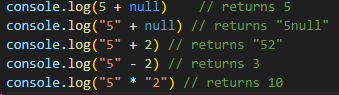 console.log(5 + null)    // returns 5
console.log("5" + null) // returns "5null"
console.log("5" + 2) // returns "52"
console.log("5" - 2) // returns 3
console.log("5" * "2") // returns 10